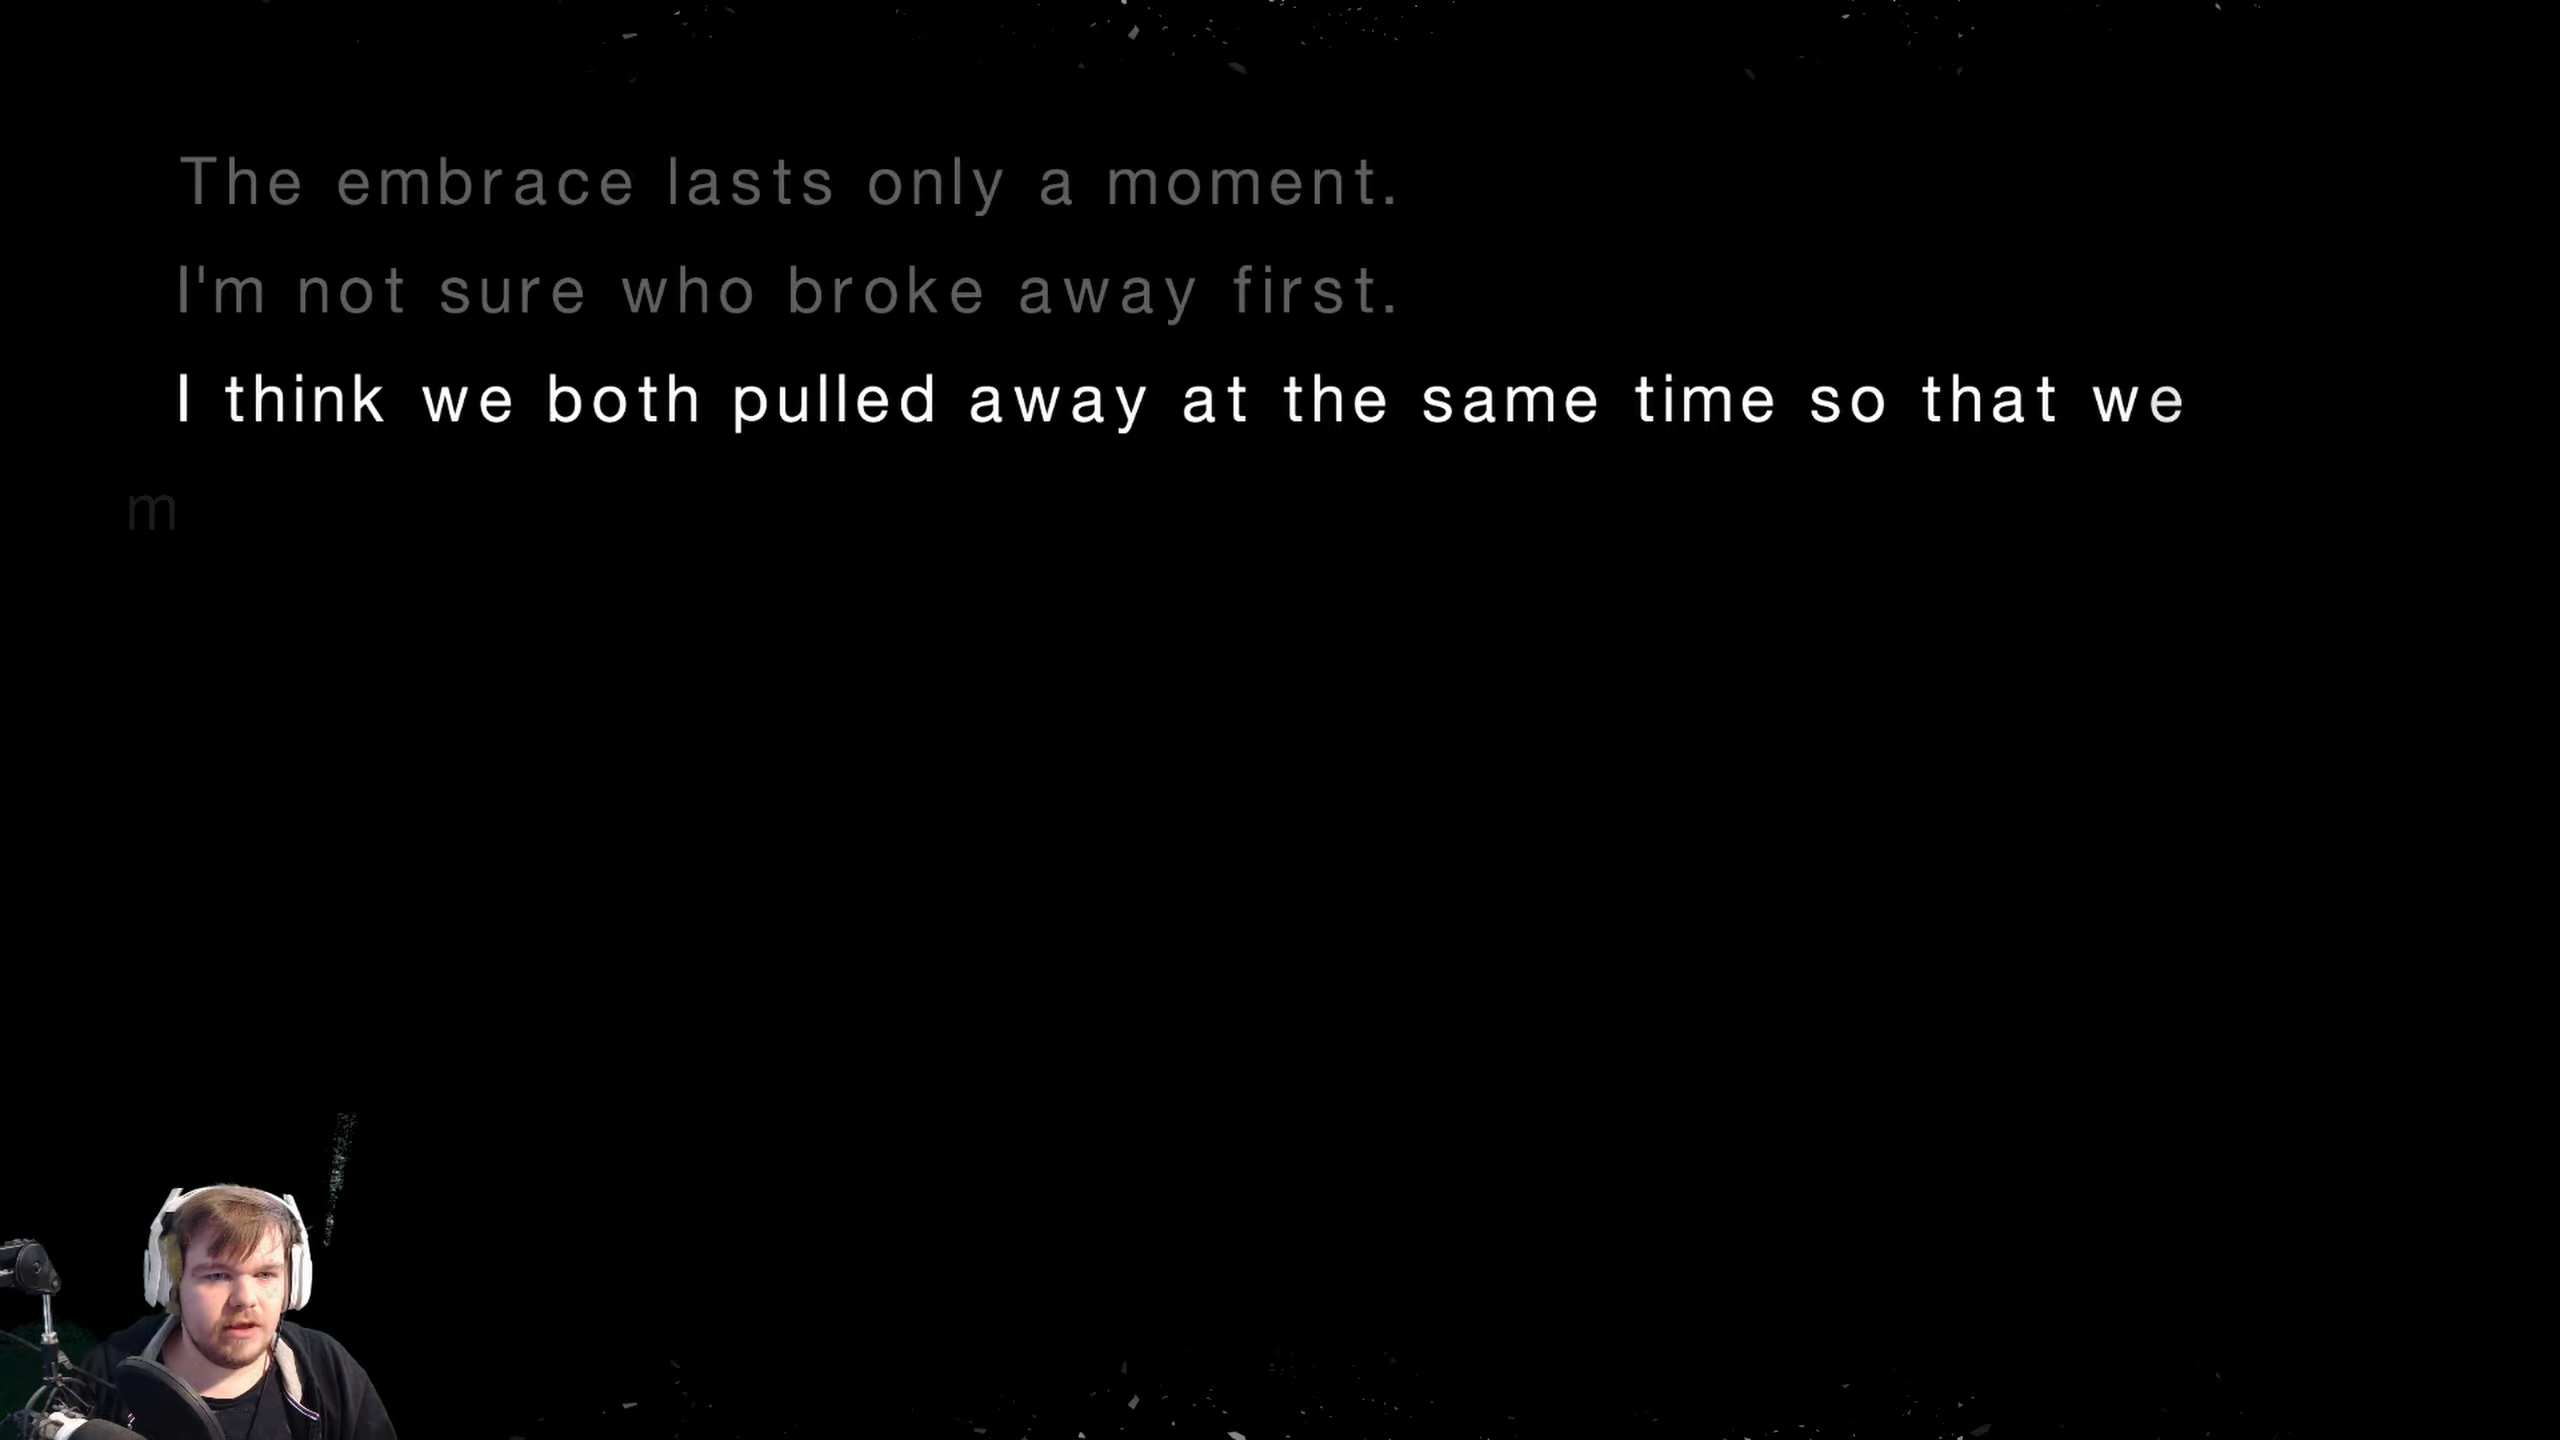 The embrace lasts only a moment.
I'm not sure who broke away first.
I think we both pulled away at the same time so that we
m